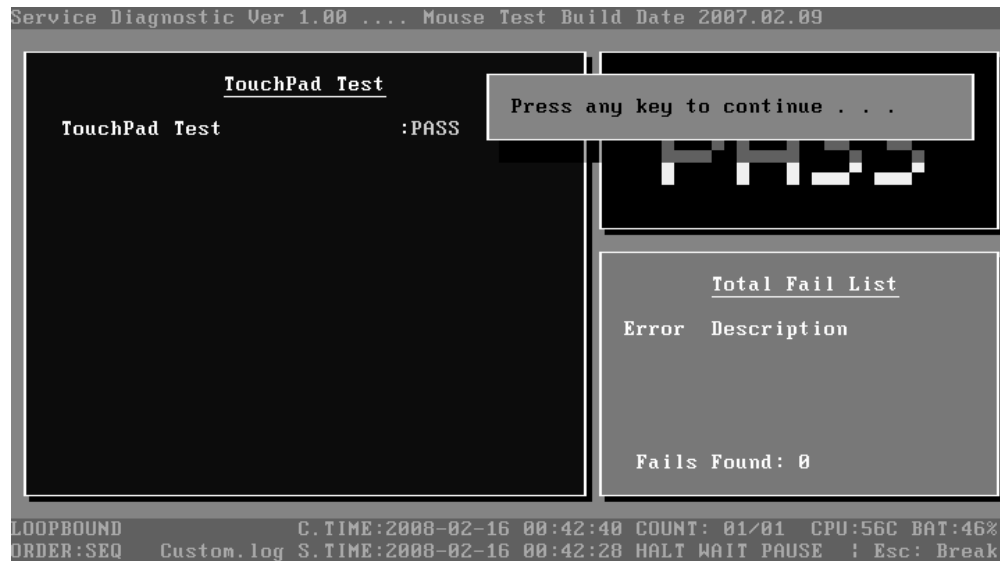 Service Diagnostic Ver 1.00 .... Mouse Test Build Date 2007.02.09
TouchPad Test
TouchPad Test :PASS
Press any key to continue . . .
PASS
Total Fail List
Error Description
Fails Found: 0
LOOPBOUND C.TIME:2008-02-16 00:42:40 COUNT: 01/01 CPU:56C BAT:46%
ORDER:SEQ Custom.log S.TIME:2008-02-16 00:42:28 HALT WAIT PAUSE ¦ Esc: Break